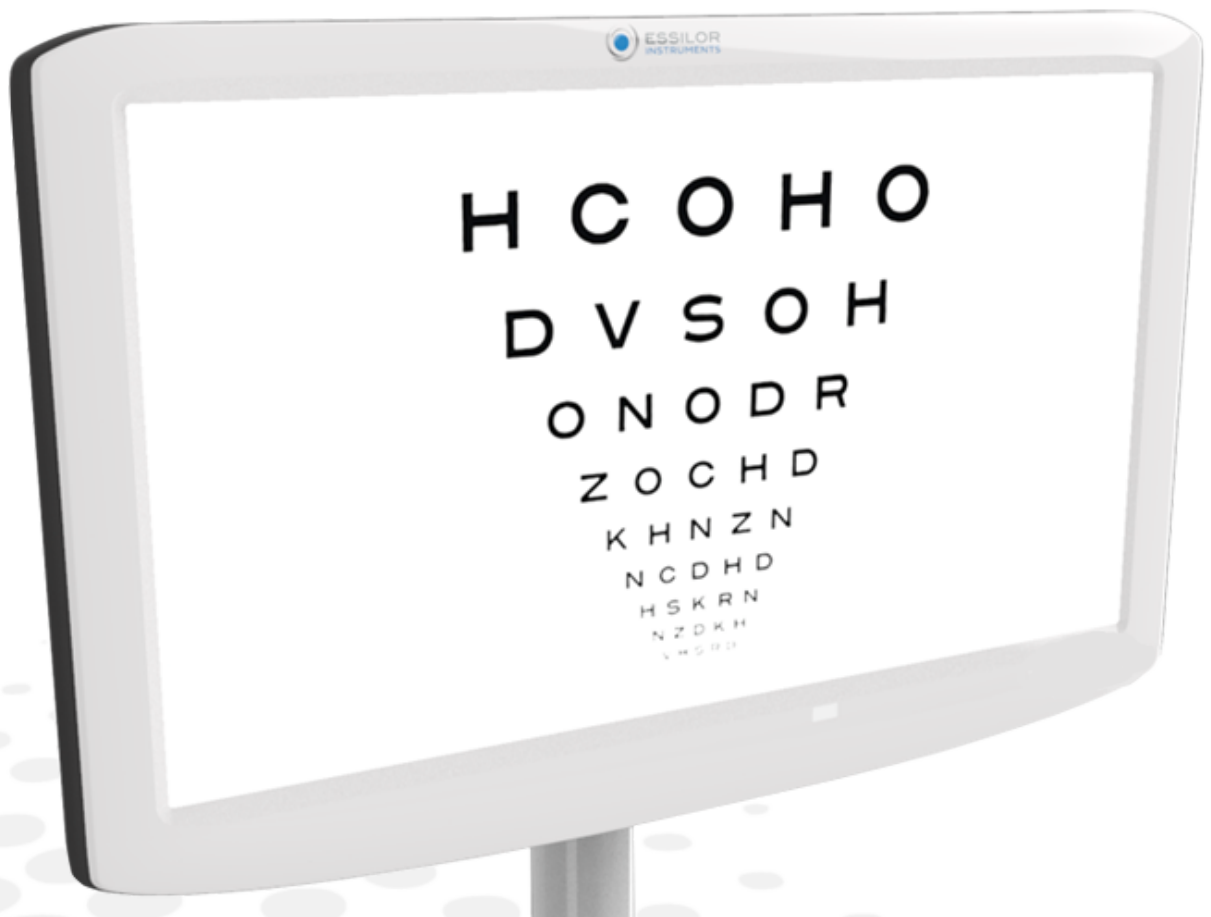 ESSILOR
INSTRUMENTS
H C O H O
D V S O H
O N O D R
Z O C H D
K H N Z N
N C D H D
H S K R N
N Z D K H